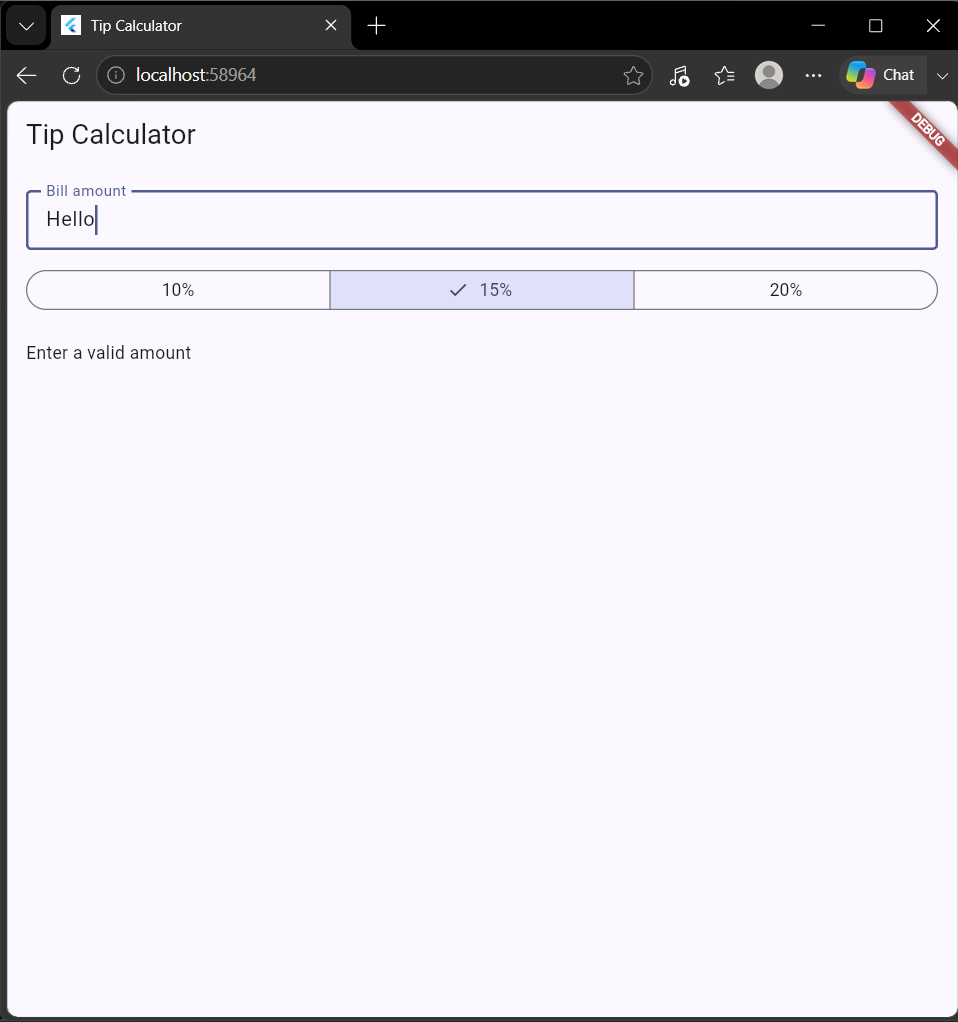 Tip Calculator
localhost:58964
Chat
Tip Calculator
DEBUG
Bill amount
Hello
10% 15% 20%
Enter a valid amount